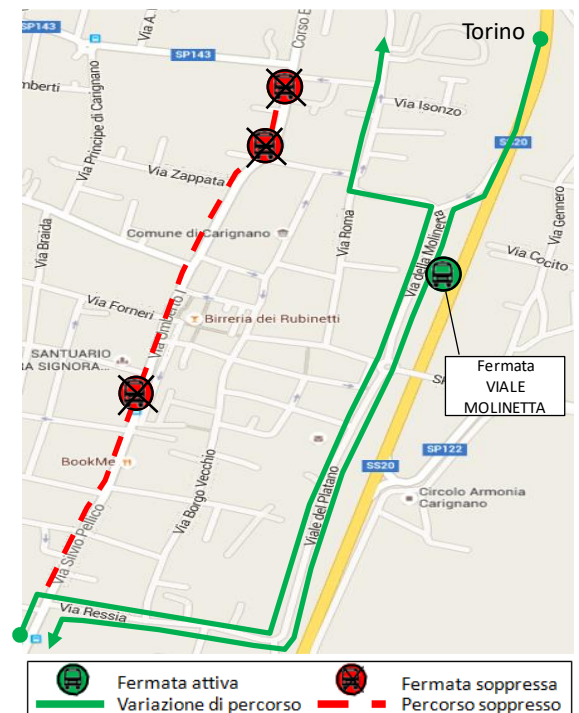 SP143
Via A.
Corso E
Torino
SP143
mberti
Via Principe di Carignano
Via Isonzo
SS20
Via Zappata
Via Gennero
Via Braida
Comune di Carignano
Via Roma
Via della Molinetta
Via Cocito
Via Forneri
Via Umberto I
Birreria dei Rubinetti
SANTUARIO
RA SIGNORA...
Fermata
VIALE
MOLINETTA
BookMe
SP122
SS20
Via Borgo Vecchio
Viale del Platano
Circolo Armonia
Carignano
Via Silvio Pellico
Via Ressia
Fermata attiva
Fermata soppressa
Variazione di percorso
Percorso soppresso